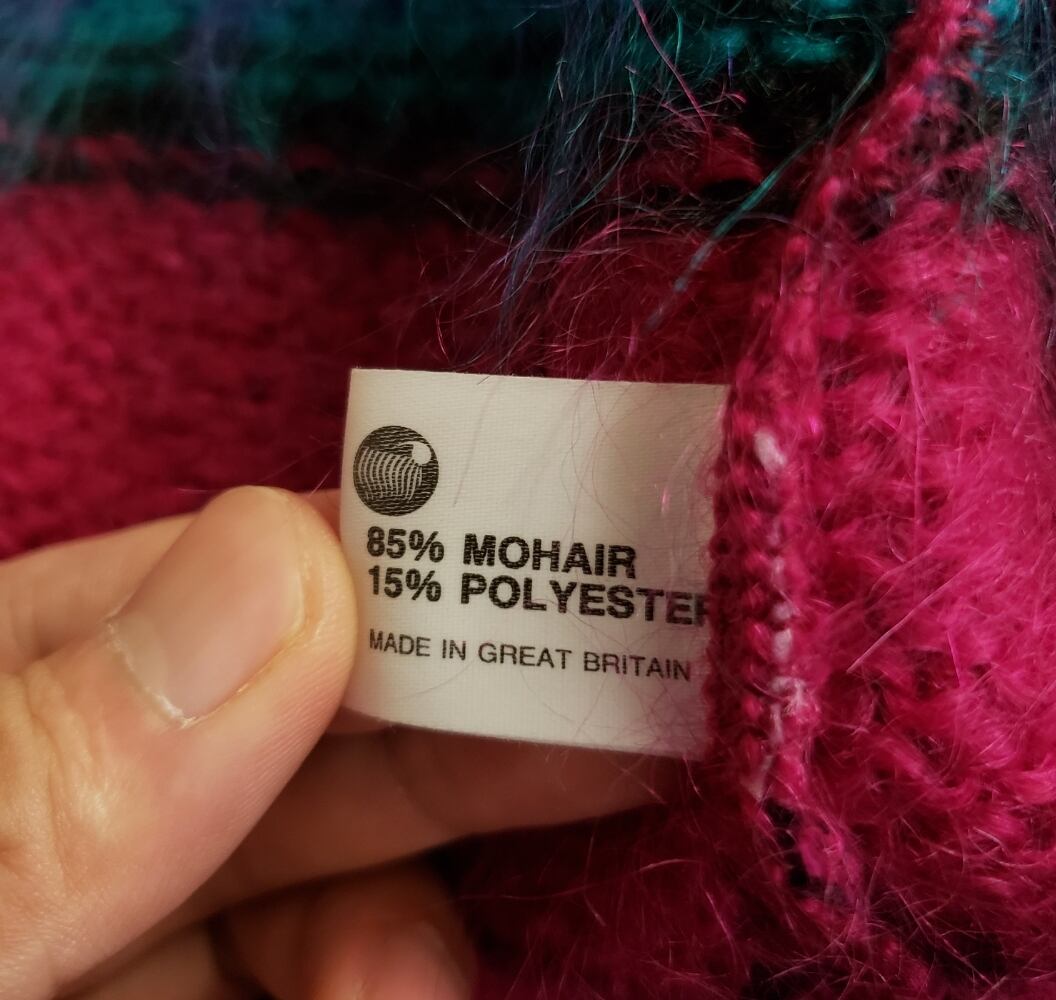 85% MOHAIR
15% POLYESTER
MADE IN GREAT BRITAIN